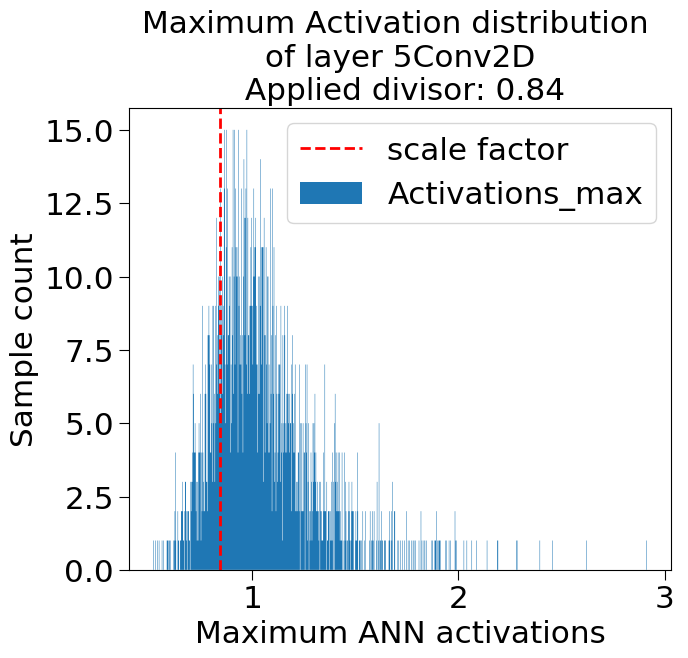 Maximum Activation distribution
of layer 5Conv2D
Applied divisor: 0.84
scale factor
Activations_max
Sample count
15.0
12.5
10.0
7.5
5.0
2.5
0.0
1 2 3
Maximum ANN activations